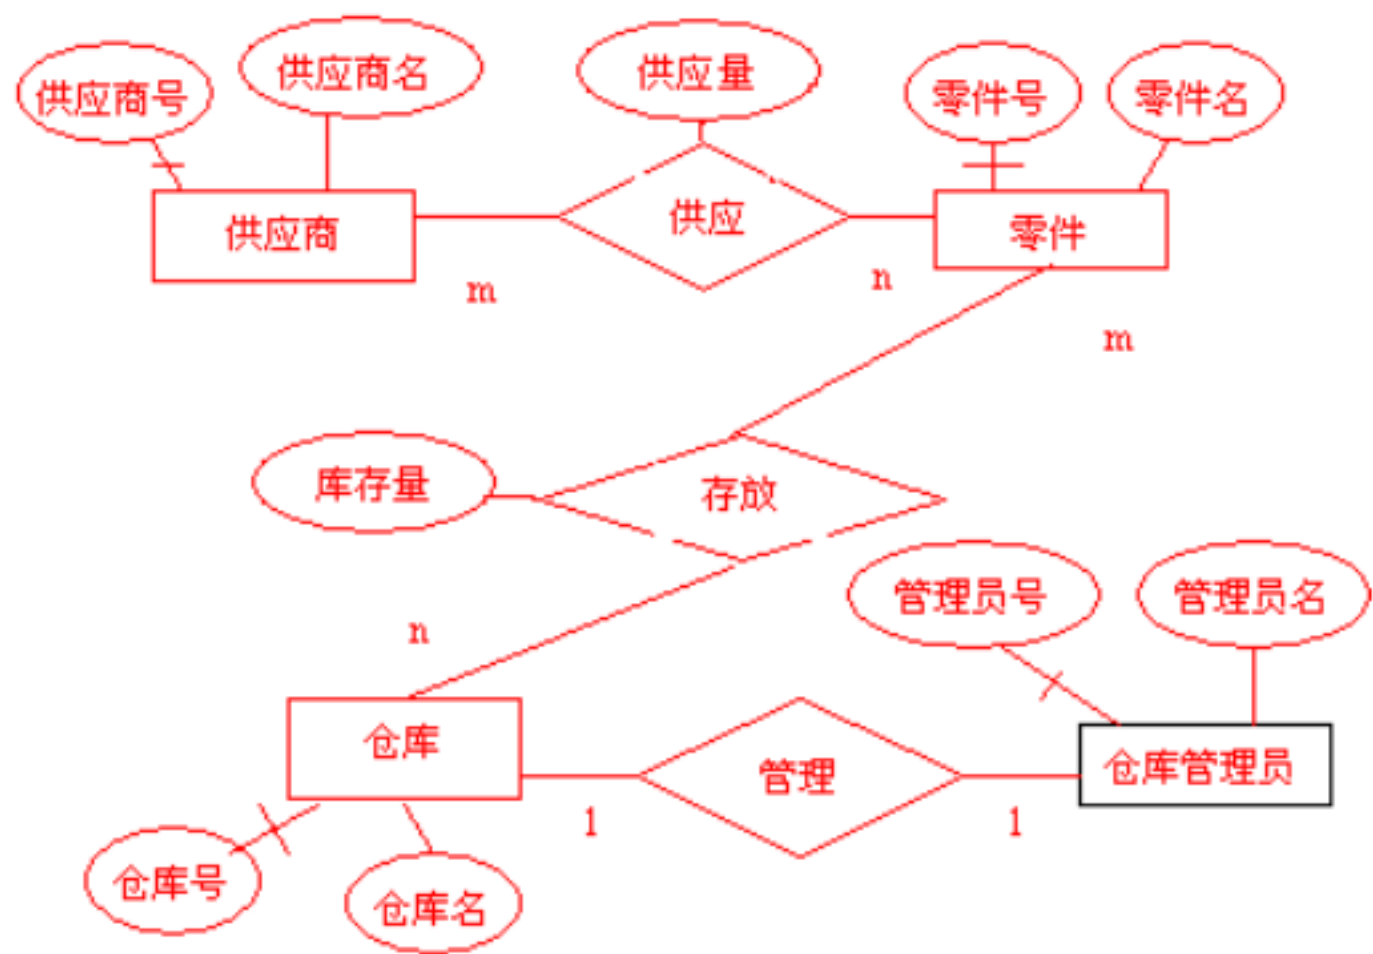 供应商号
供应商名
供应量
零件号
零件名
供应商
供应
零件
m
n
m
库存量
存放
n
管理员号
管理员名
仓库
管理
仓库管理员
1
1
仓库号
仓库名